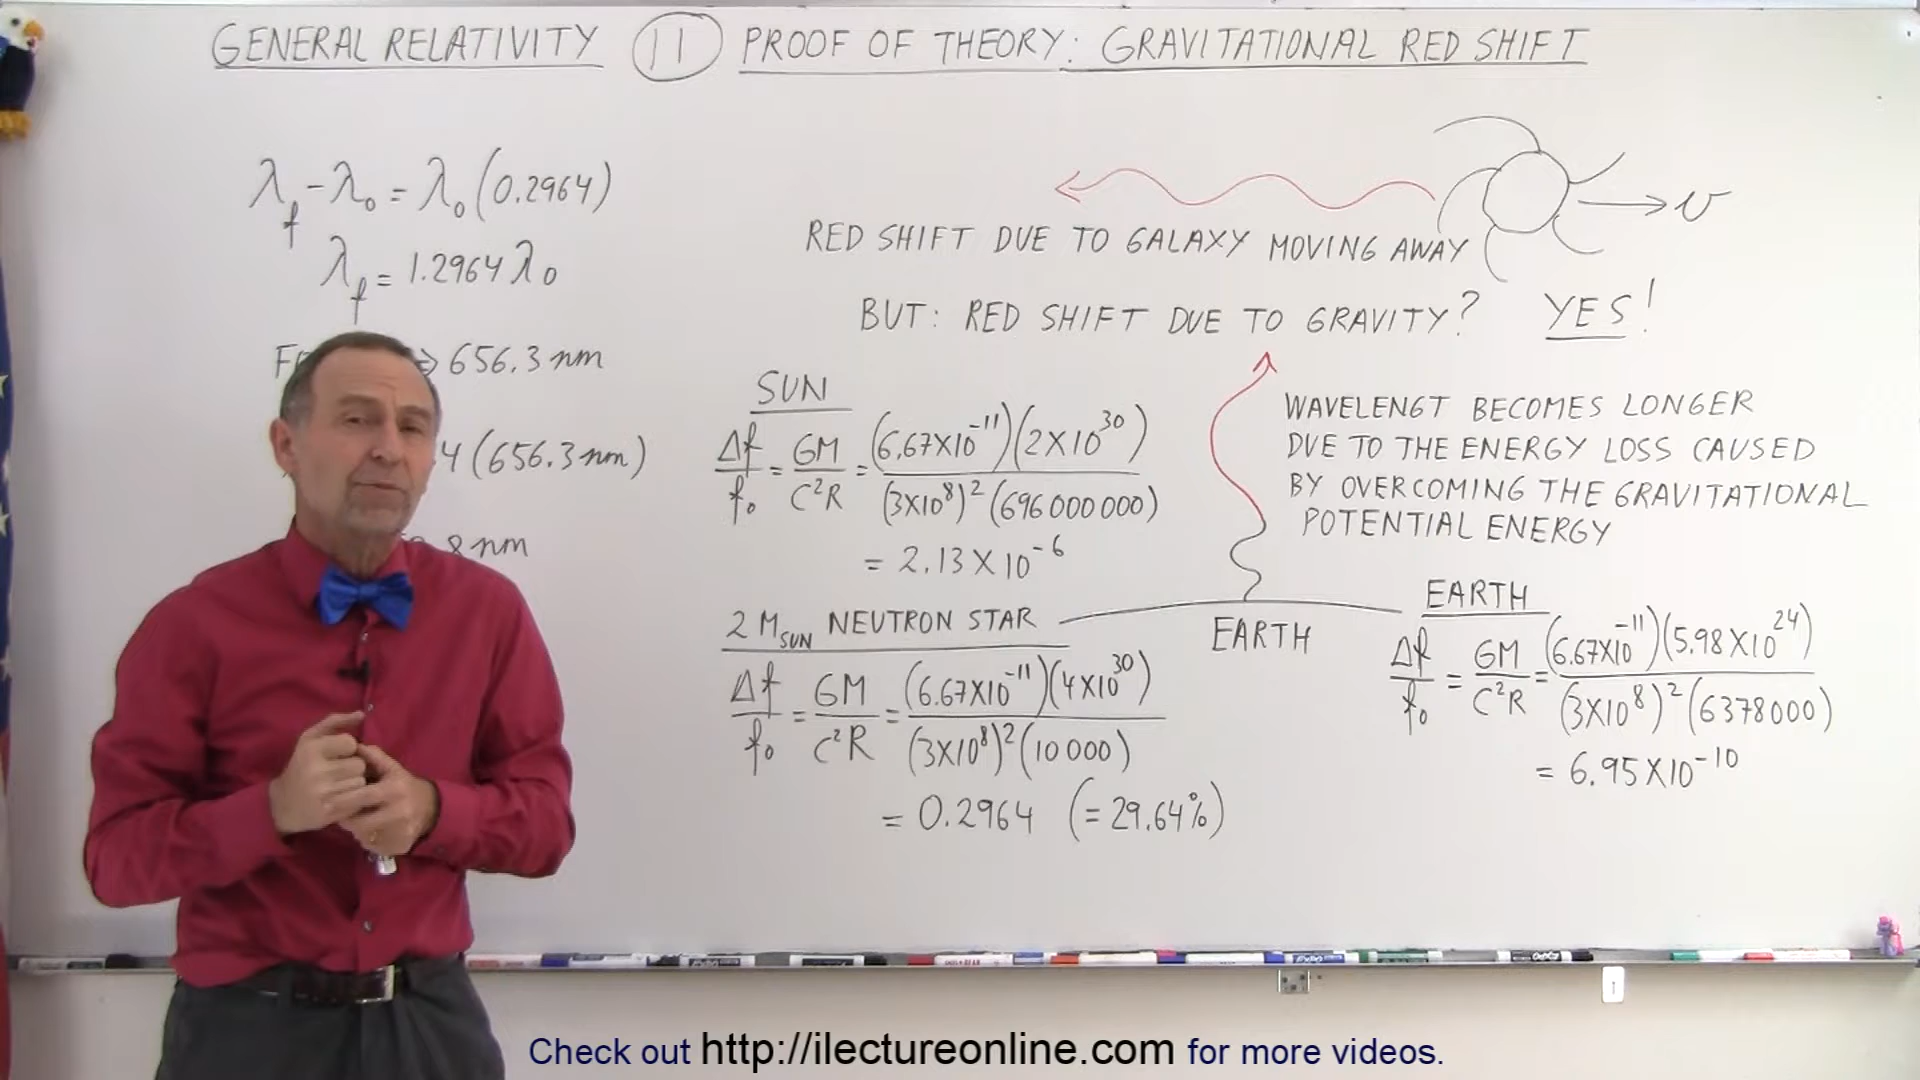 GENERAL RELATIVITY 11 PROOF OF THEORY: GRAVITATIONAL RED SHIFT
λf - λ0 = λ0 (0.2964)
λf = 1.2964 λ0
⇒ 656.3 nm
4 (656.3 nm)
8 nm
v
RED SHIFT DUE TO GALAXY MOVING AWAY
BUT: RED SHIFT DUE TO GRAVITY? YES!
SUN
Δf/f0 = GM/C²R = (6.67X10⁻¹¹)(2X10³⁰)/(3X10⁸)²(696000000)
= 2.13 X 10⁻⁶
WAVELENGT BECOMES LONGER
DUE TO THE ENERGY LOSS CAUSED
BY OVERCOMING THE GRAVITATIONAL
POTENTIAL ENERGY
2 MSUN NEUTRON STAR
Δf/f0 = GM/C²R = (6.67X10⁻¹¹)(4X10³⁰)/(3X10⁸)²(10000)
= 0.2964 (= 29.64%)
EARTH
EARTH
Δf/f0 = GM/C²R = (6.67X10⁻¹¹)(5.98X10²⁴)/(3X10⁸)²(6378000)
= 6.95X10⁻¹⁰
Check out http://ilectureonline.com for more videos.